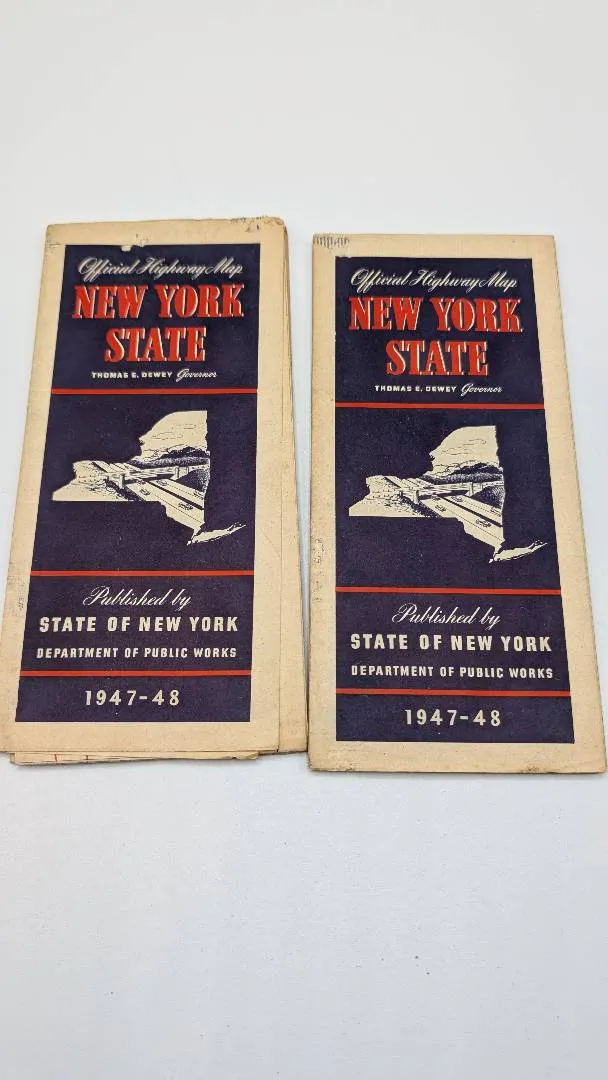 Official Highway Map
NEW YORK
STATE
THOMAS E. DEWEY Governor
Published by
STATE OF NEW YORK
DEPARTMENT OF PUBLIC WORKS
1947-48
Official Highway Map
NEW YORK
STATE
THOMAS E. DEWEY Governor
Published by
STATE OF NEW YORK
DEPARTMENT OF PUBLIC WORKS
1947-48